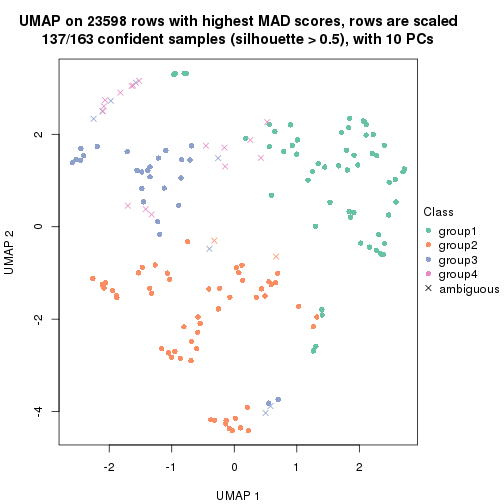 UMAP on 23598 rows with highest MAD scores, rows are scaled
137/163 confident samples (silhouette > 0.5), with 10 PCs
2
0
-2
-4
UMAP 2
-2
-1
0
1
2
UMAP 1
Class
group1
group2
group3
group4
ambiguous